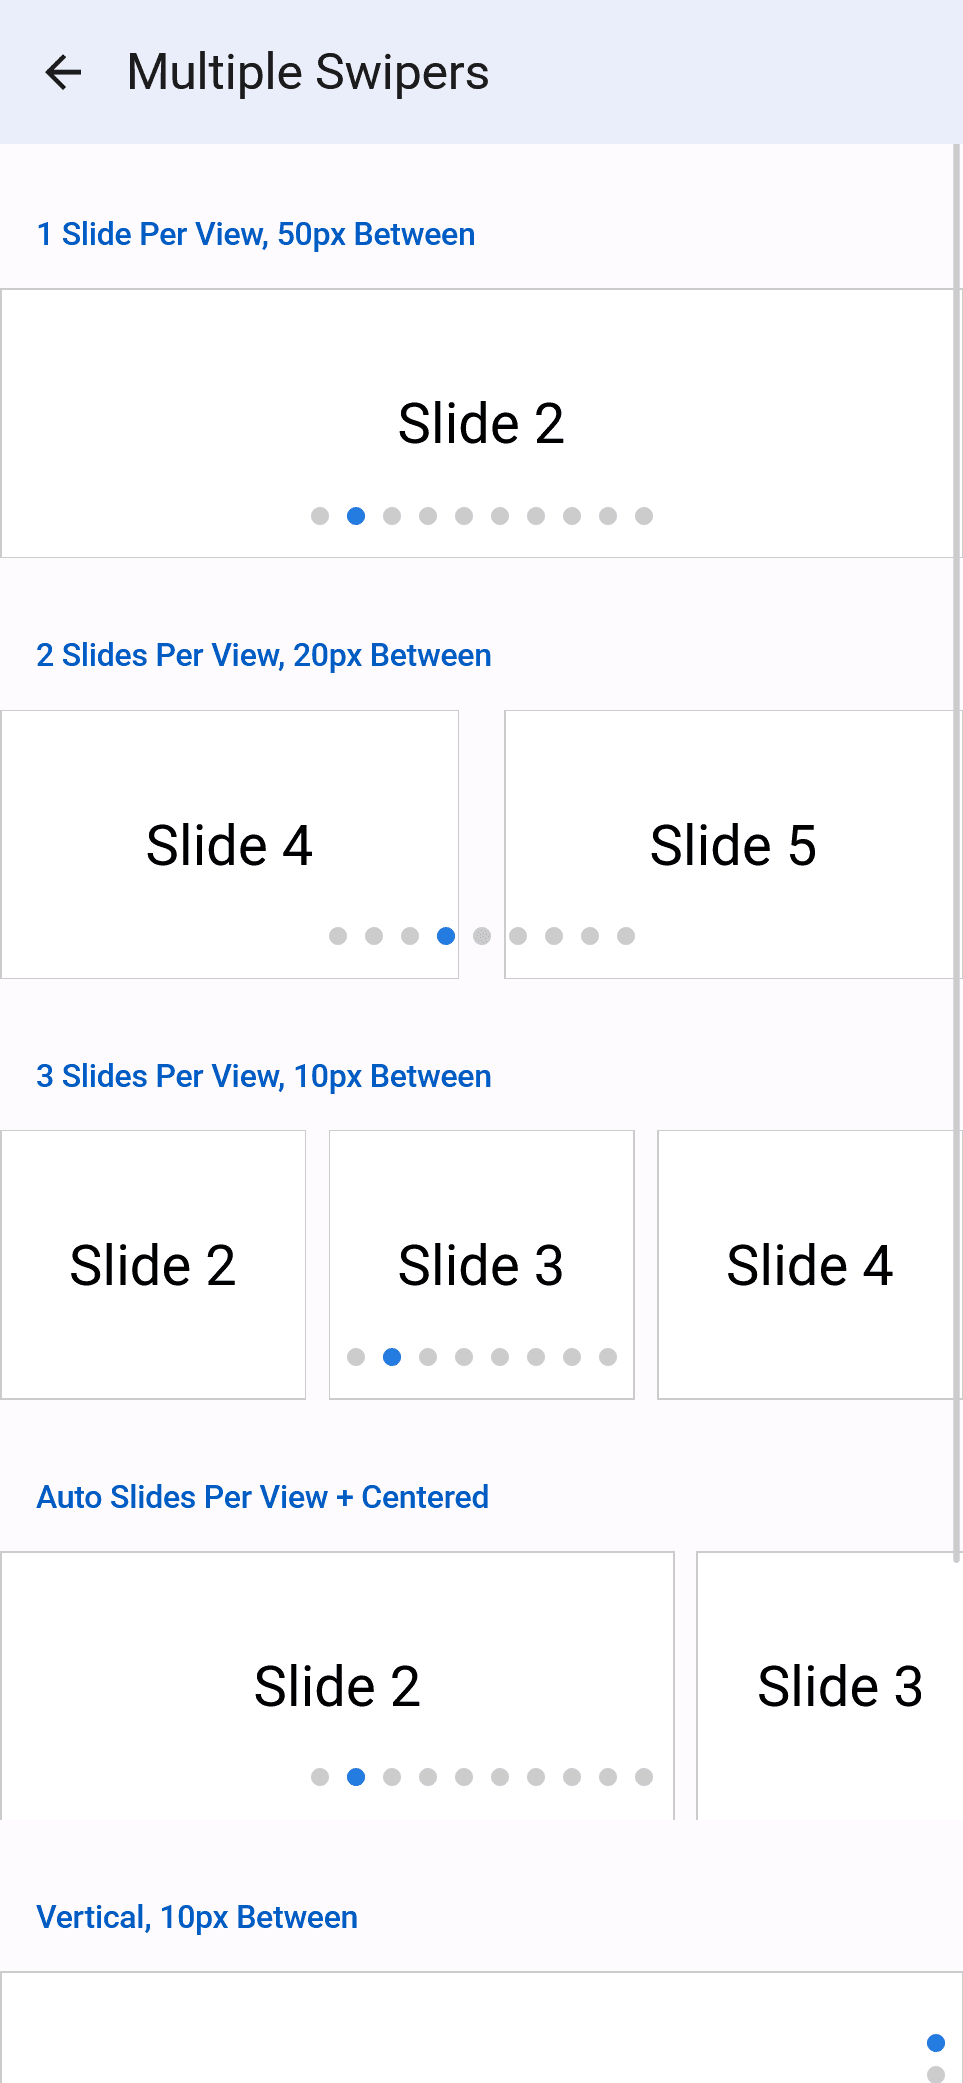 Multiple Swipers
1 Slide Per View, 50px Between
Slide 2
2 Slides Per View, 20px Between
Slide 4
Slide 5
3 Slides Per View, 10px Between
Slide 2
Slide 3
Slide 4
Auto Slides Per View + Centered
Slide 2
Slide 3
Vertical, 10px Between